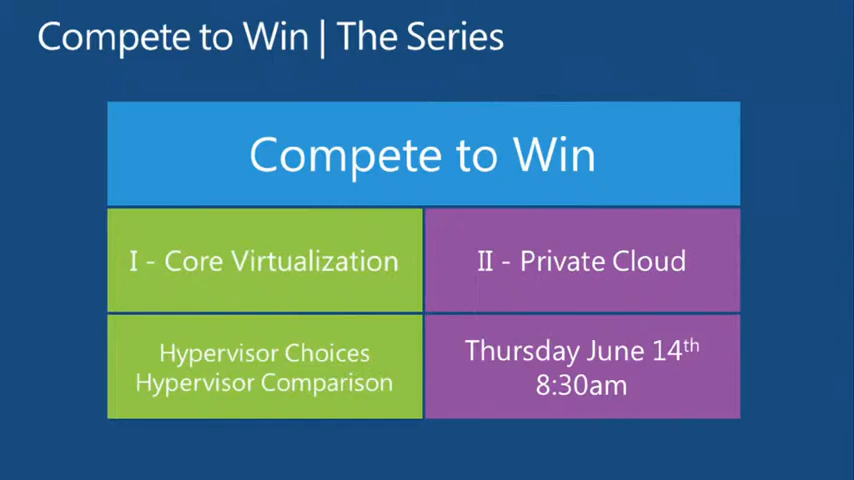 Compete to Win | The Series
Compete to Win
I - Core Virtualization
II - Private Cloud
Hypervisor Choices
Hypervisor Comparison
Thursday June 14th
8:30am